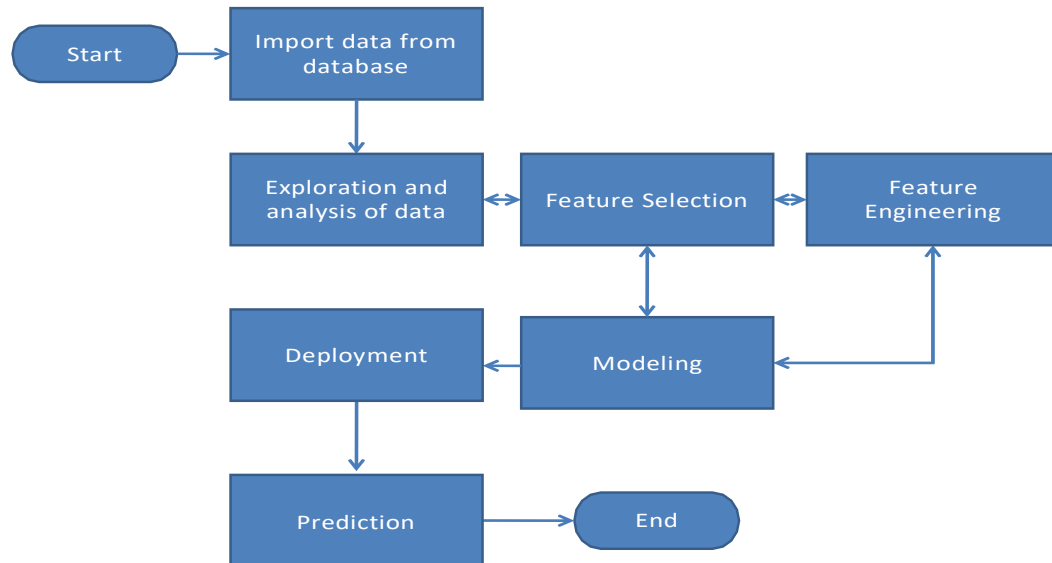 Start
Import data from
database
Exploration and
analysis of data
Feature Selection
Feature
Engineering
Deployment
Modeling
Prediction
End